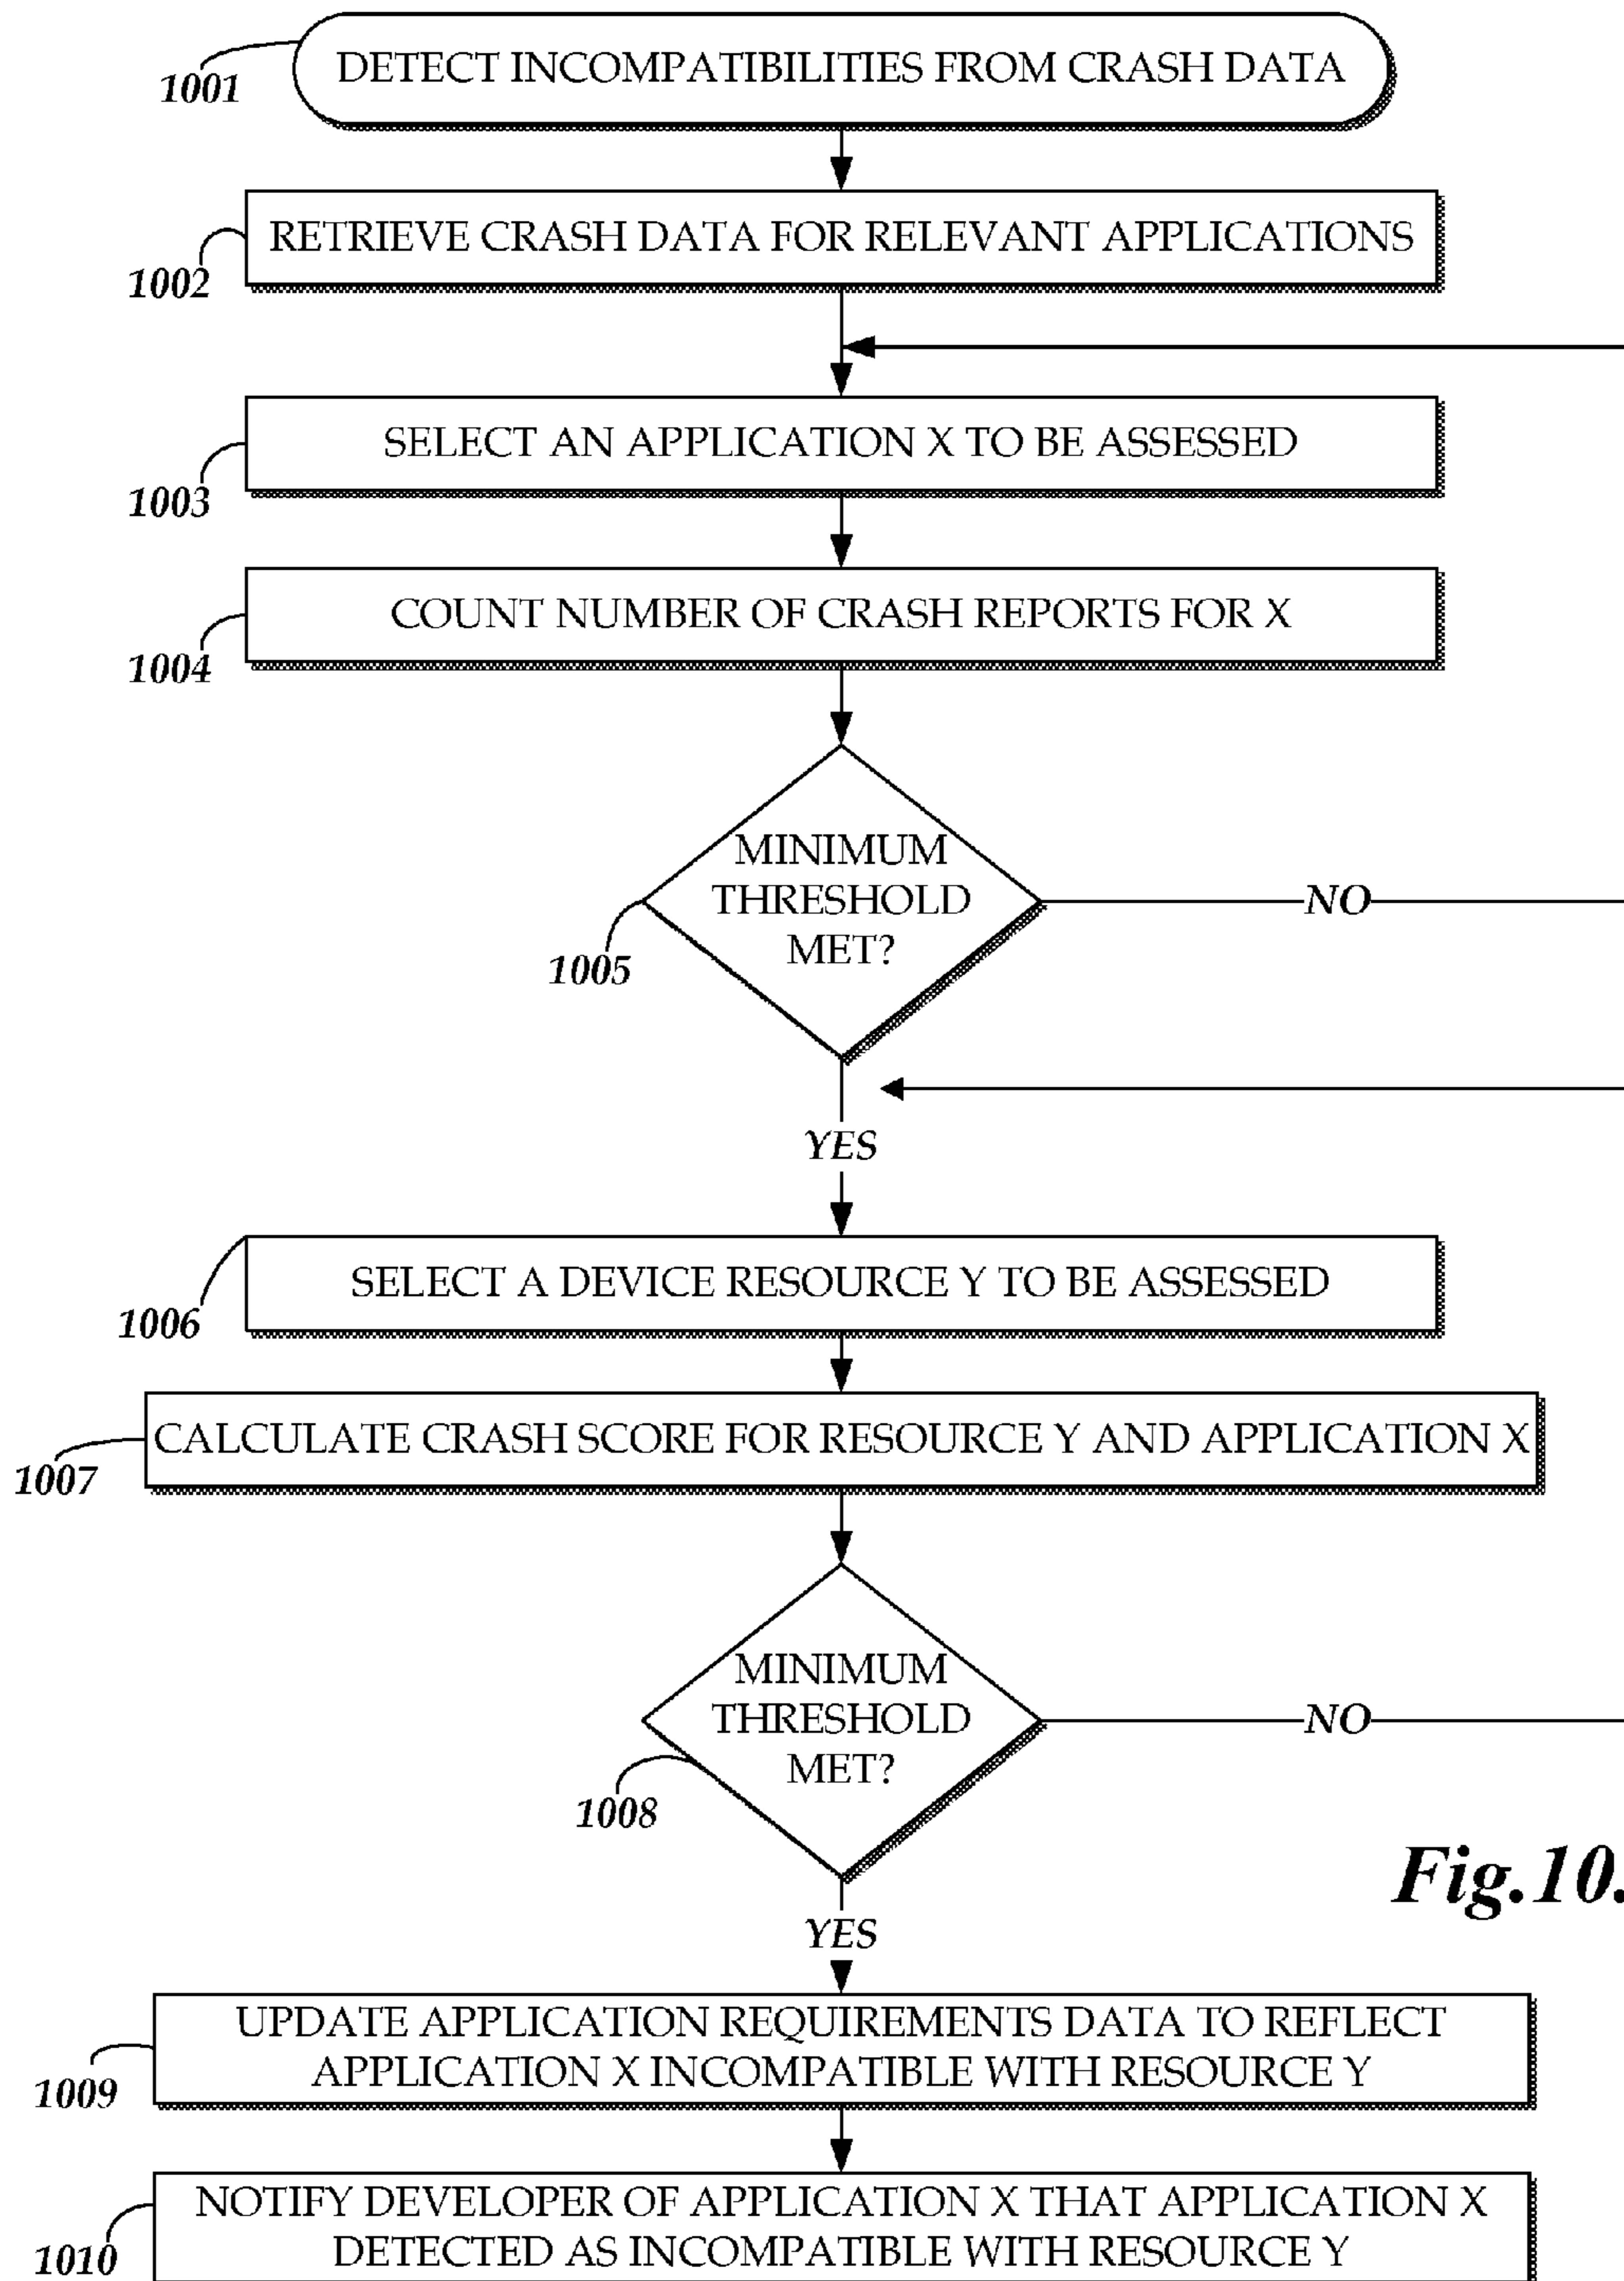 DETECT INCOMPATIBILITIES FROM CRASH DATA
1001
RETRIEVE CRASH DATA FOR RELEVANT APPLICATIONS
1002
SELECT AN APPLICATION X TO BE ASSESSED
1003
COUNT NUMBER OF CRASH REPORTS FOR X
1004
MINIMUM
THRESHOLD
MET?
NO
1005
YES
SELECT A DEVICE RESOURCE Y TO BE ASSESSED
1006
CALCULATE CRASH SCORE FOR RESOURCE Y AND APPLICATION X
1007
MINIMUM
THRESHOLD
MET?
NO
1008
Fig.10.
YES
UPDATE APPLICATION REQUIREMENTS DATA TO REFLECT
APPLICATION X INCOMPATIBLE WITH RESOURCE Y
1009
NOTIFY DEVELOPER OF APPLICATION X THAT APPLICATION X
DETECTED AS INCOMPATIBLE WITH RESOURCE Y
1010